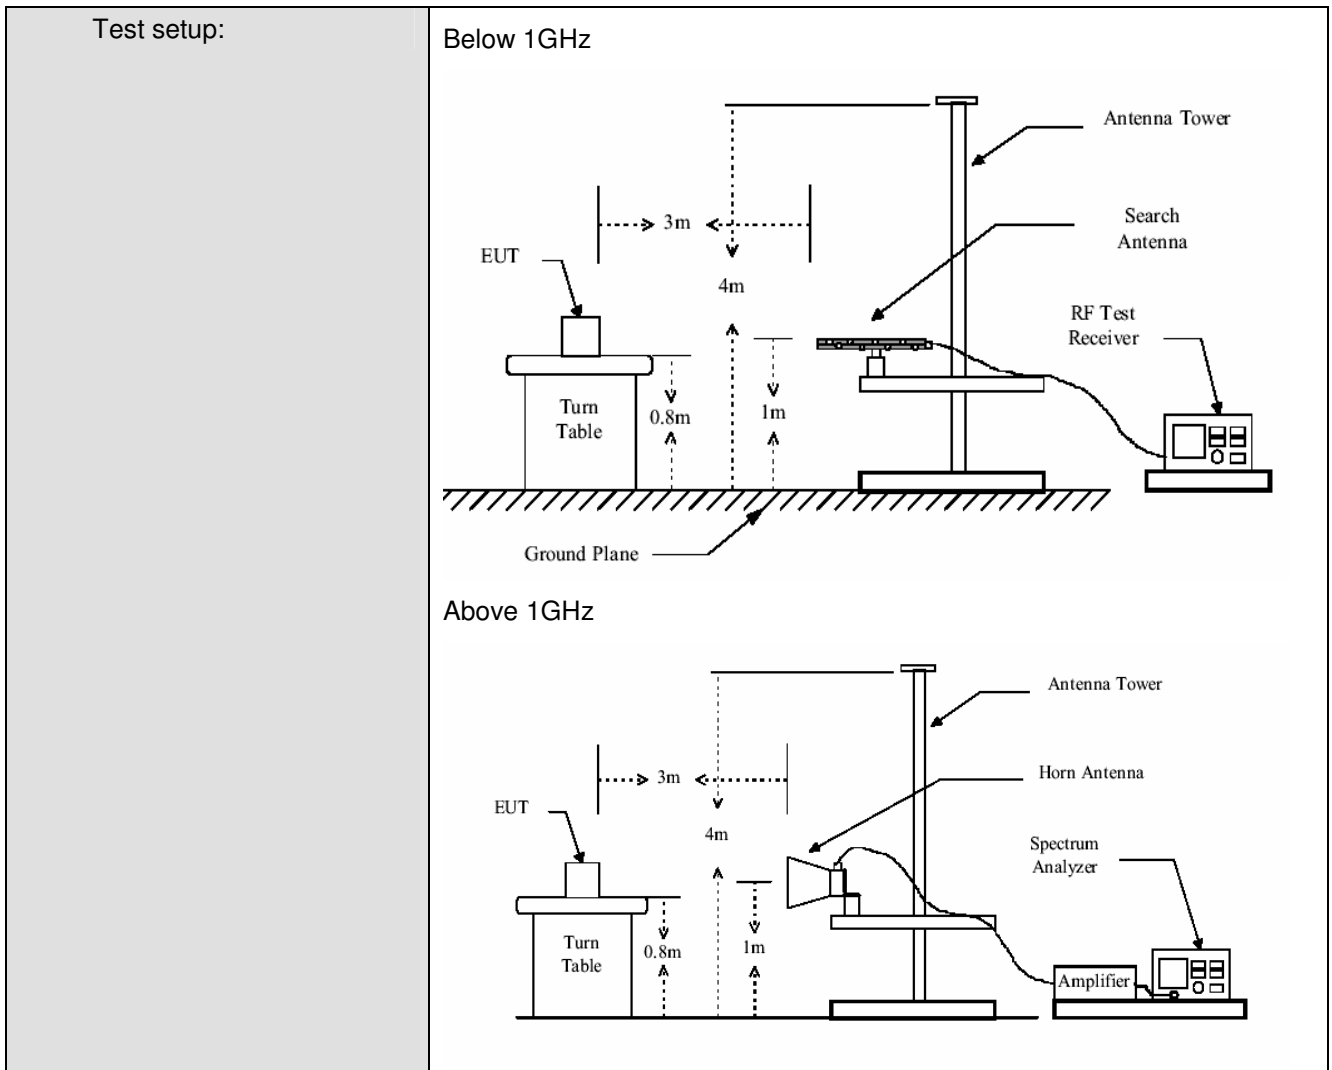 Test setup:
Below 1GHz
Antenna Tower
3m
Search
Antenna
EUT
4m
RF Test
Receiver
Turn
Table
0.8m
1m
Ground Plane
Above 1GHz
Antenna Tower
3m
Horn Antenna
EUT
4m
Spectrum
Analyzer
Turn
Table
0.8m
1m
Amplifier